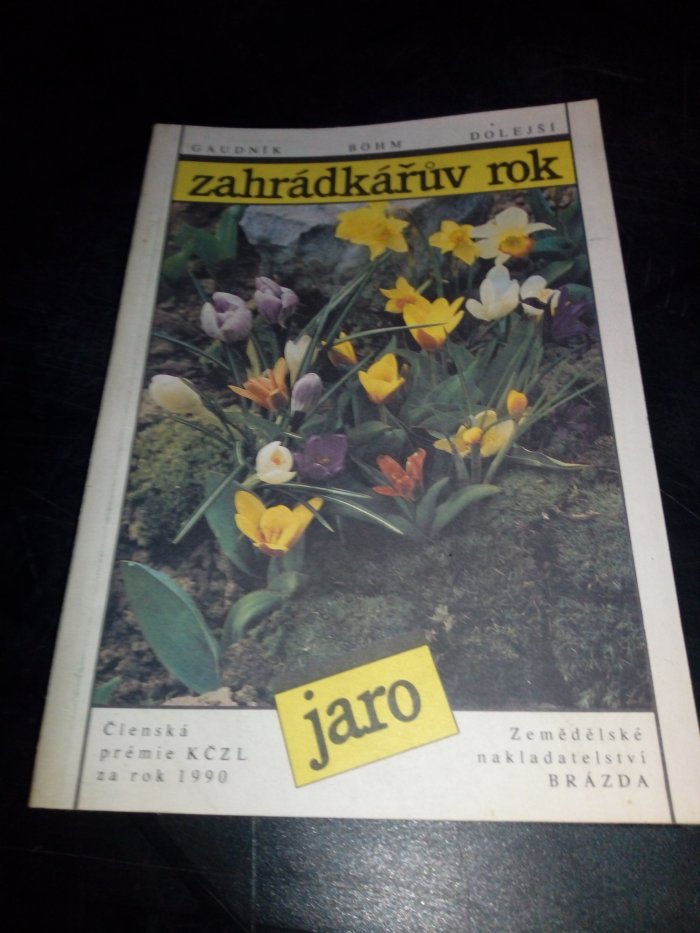 GAUDNÍK BÖHM DOLEJŠÍ
zahrádkářův rok
jaro
Členská
prémie KČZL
za rok 1990
Zemědělské
nakladatelství
BRÁZDA